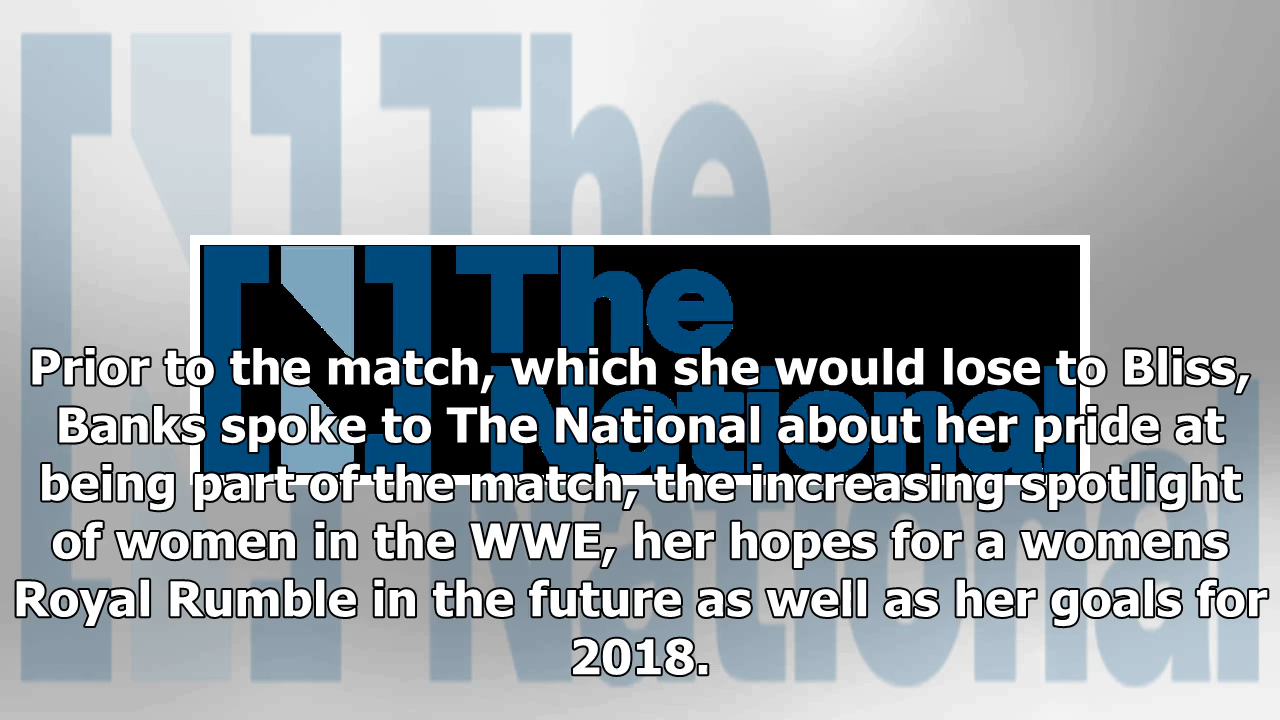 The
National
The
National
Prior to the match, which she would lose to Bliss,
Banks spoke to The National about her pride at
being part of the match, the increasing spotlight
of women in the WWE, her hopes for a womens
Royal Rumble in the future as well as her goals for
2018.